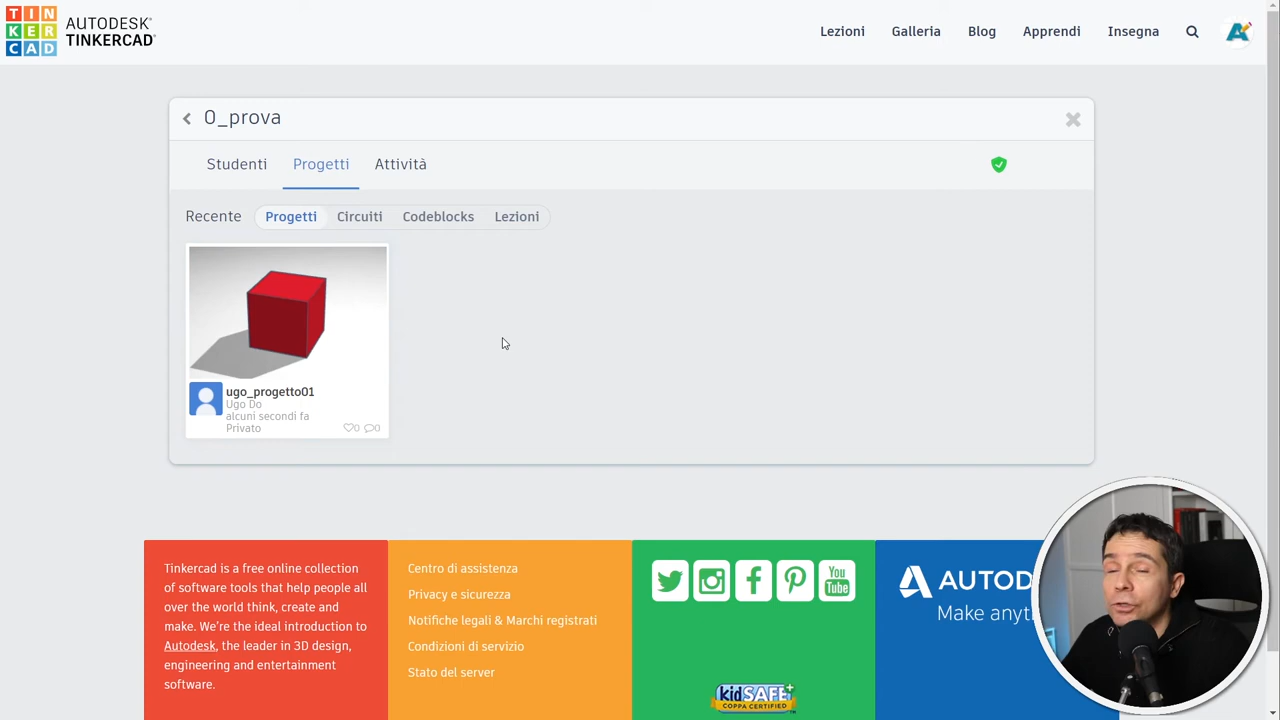 TIN
KER
CAD
AUTODESK®
TINKERCAD®
Lezioni
Galleria
Blog
Apprendi
Insegna
0_prova
Studenti
Progetti
Attività
Recente
Progetti
Circuiti
Codeblocks
Lezioni
ugo_progetto01
Ugo Do
alcuni secondi fa
Privato
0
0
Tinkercad is a free online collection
of software tools that help people all
over the world think, create and
make. We're the ideal introduction to
Autodesk, the leader in 3D design,
engineering and entertainment
software.
Centro di assistenza
Privacy e sicurezza
Notifiche legali & Marchi registrati
Condizioni di servizio
Stato del server
You
Tube
kidSAFE+
COPPA CERTIFIED
AUTOD
Make anyt